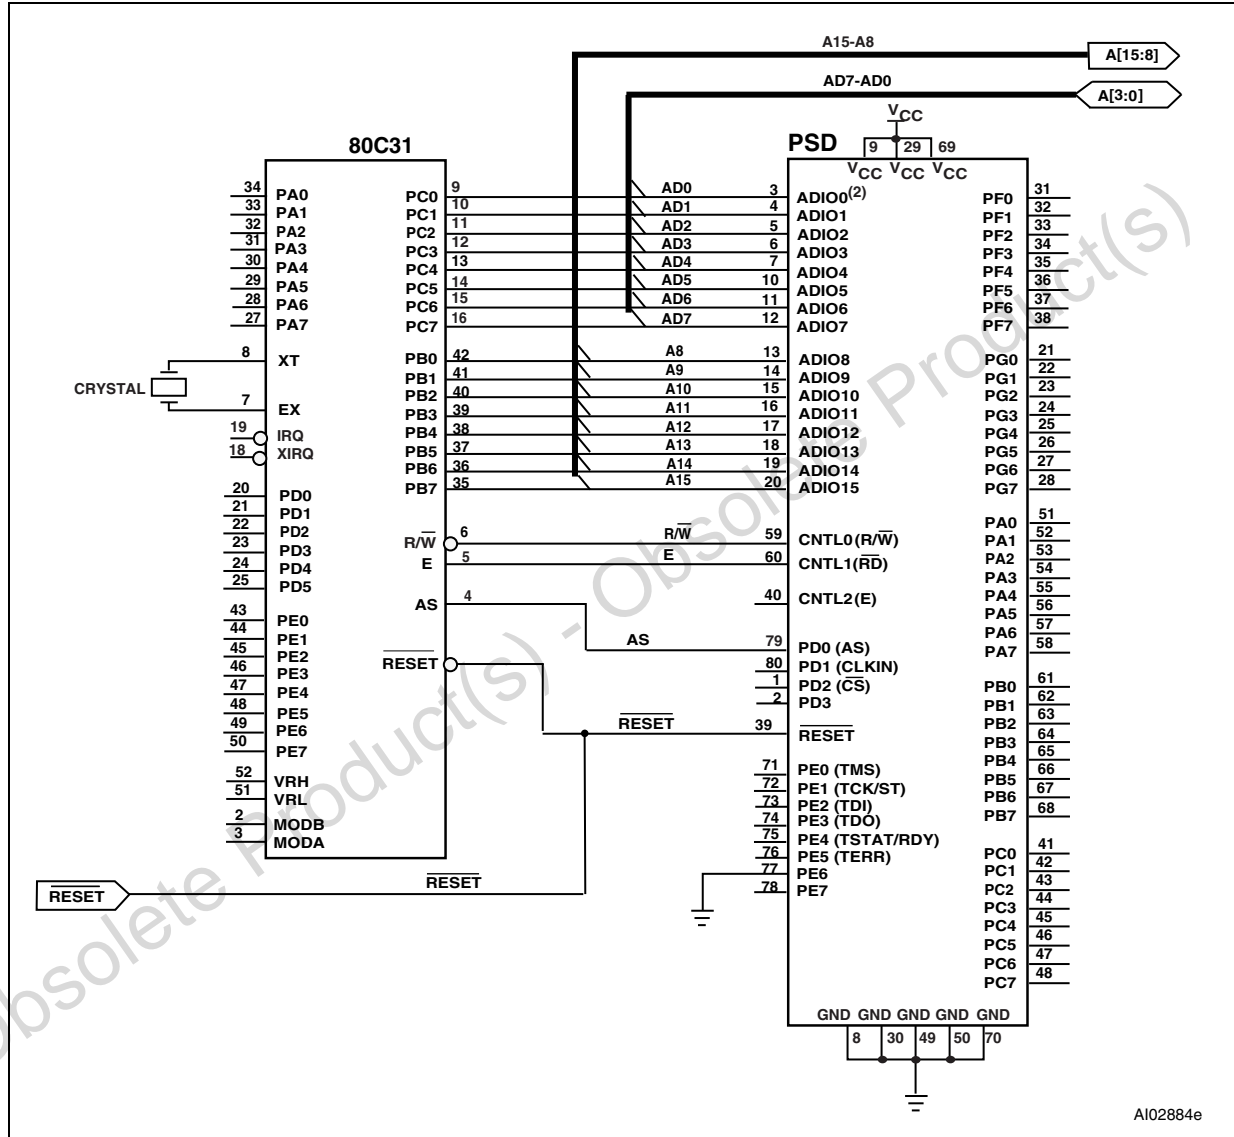 A15-A8
A[15:8]
AD7-AD0
A[3:0]
VCC
80C31
PSD
9 29 69
VCC VCC VCC
34 PA0
33 PA1
32 PA2
31 PA3
30 PA4
29 PA5
28 PA6
27 PA7
8 XT
CRYSTAL
7 EX
19 IRQ
18 XIRQ
20 PD0
21 PD1
22 PD2
23 PD3
24 PD4
25 PD5
43 PE0
44 PE1
45 PE2
46 PE3
47 PE4
48 PE5
49 PE6
50 PE7
52 VRH
51 VRL
2 MODB
3 MODA
PC0 9 AD0 3 ADIO0(2)
PC1 10 AD1 4 ADIO1
PC2 11 AD2 5 ADIO2
PC3 12 AD3 6 ADIO3
PC4 13 AD4 7 ADIO4
PC5 14 AD5 10 ADIO5
PC6 15 AD6 11 ADIO6
PC7 16 AD7 12 ADIO7
PB0 42 A8 13 ADIO8
PB1 41 A9 14 ADIO9
PB2 40 A10 15 ADIO10
PB3 39 A11 16 ADIO11
PB4 38 A12 17 ADIO12
PB5 37 A13 18 ADIO13
PB6 36 A14 19 ADIO14
PB7 35 A15 20 ADIO15
R/W̅ 6 R/W̅ 59 CNTL0(R/W̅)
E 5 E 60 CNTL1(R̅D̅)
40 CNTL2(E)
AS 4 AS 79 PD0 (AS)
80 PD1 (CLKIN)
1 PD2 (C̅S̅)
2 PD3
R̅E̅S̅E̅T̅ R̅E̅S̅E̅T̅ 39 R̅E̅S̅E̅T̅
71 PE0 (TMS)
72 PE1 (TCK/ST)
73 PE2 (TDI)
74 PE3 (TDO)
75 PE4 (TSTAT/RDY)
76 PE5 (TERR)
77 PE6
78 PE7
R̅E̅S̅E̅T̅ R̅E̅S̅E̅T̅
PF0 31
PF1 32
PF2 33
PF3 34
PF4 35
PF5 36
PF6 37
PF7 38
PG0 21
PG1 22
PG2 23
PG3 24
PG4 25
PG5 26
PG6 27
PG7 28
PA0 51
PA1 52
PA2 53
PA3 54
PA4 55
PA5 56
PA6 57
PA7 58
PB0 61
PB1 62
PB2 63
PB3 64
PB4 65
PB5 66
PB6 67
PB7 68
PC0 41
PC1 42
PC2 43
PC3 44
PC4 45
PC5 46
PC6 47
PC7 48
GND GND GND GND GND
8 30 49 50 70
AI02884e
Obsolete Product(s) - Obsolete Product(s)